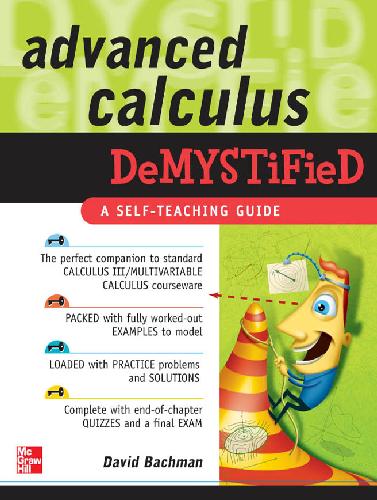 advanced
calculus
DeMYSTiFieD
A SELF-TEACHING GUIDE
The perfect companion to standard
CALCULUS III/MULTIVARIABLE
CALCULUS courseware
PACKED with fully worked-out
EXAMPLES to model
LOADED with PRACTICE problems
and SOLUTIONS
Complete with end-of-chapter
QUIZZES and a final EXAM
Mc
Graw
Hill
David Bachman